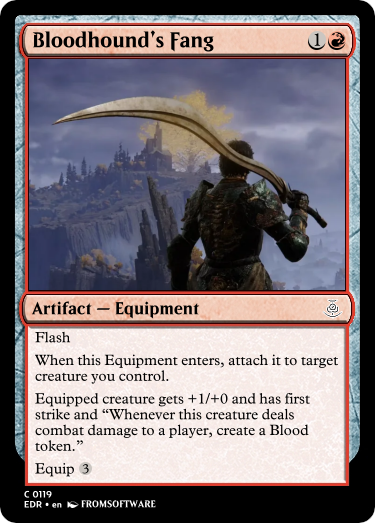 Bloodhound's Fang 1
Artifact — Equipment
Flash
When this Equipment enters, attach it to target
creature you control.
Equipped creature gets +1/+0 and has first
strike and “Whenever this creature deals
combat damage to a player, create a Blood
token.”
Equip 3
C 0119
EDR • en FROMSOFTWARE